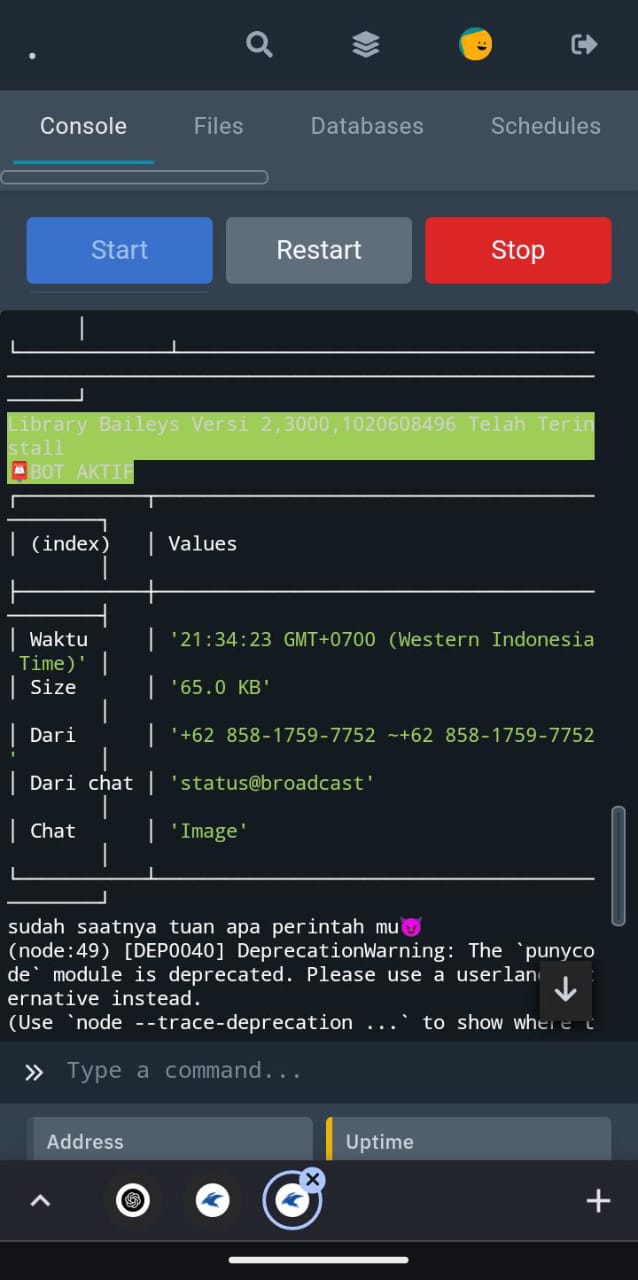 .
Console Files Databases Schedules
Start Restart Stop
Library Baileys Versi 2,3000,1020608496 Telah Terin
stall
📮BOT AKTIF
(index) Values
Waktu '21:34:23 GMT+0700 (Western Indonesia
Time)'
Size '65.0 KB'
Dari '+62 858-1759-7752 ~+62 858-1759-7752
'
Dari chat 'status@broadcast'
Chat 'Image'
sudah saatnya tuan apa perintah mu😈
(node:49) [DEP0040] DeprecationWarning: The `punyco
de` module is deprecated. Please use a userlan
ernative instead.
(Use `node --trace-deprecation ...` to show where t
Type a command...
Address Uptime